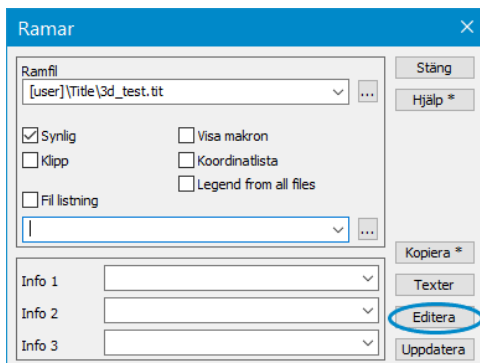 Ramar
Ramfil
[user]\Title\3d_test.tit
...
Stäng
Hjälp *
Synlig
Visa makron
Klipp
Koordinatlista
Legend from all files
Fil listning
...
Kopiera *
Info 1
Texter
Info 2
Editera
Info 3
Uppdatera